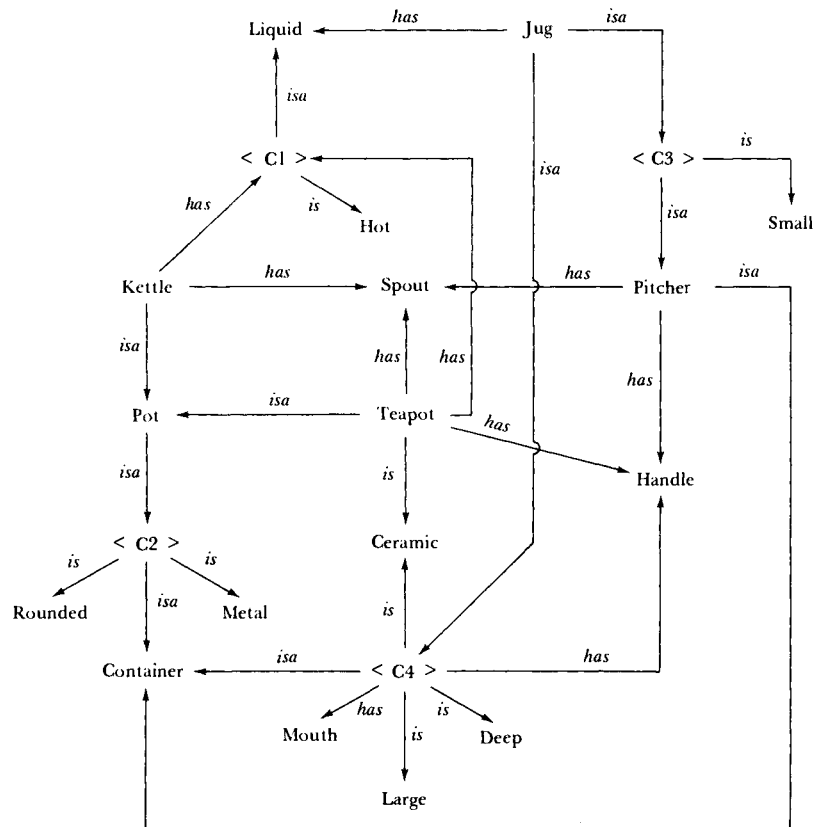 Liquid has Jug isa
isa
< C1 > isa < C3 > is
has is isa
Hot Small
Kettle has Spout has Pitcher isa
isa has has has
Pot isa Teapot has
isa is Handle
< C2 > Ceramic
is isa is is
Rounded Metal
Container isa < C4 > has
has is is
Mouth Deep
Large